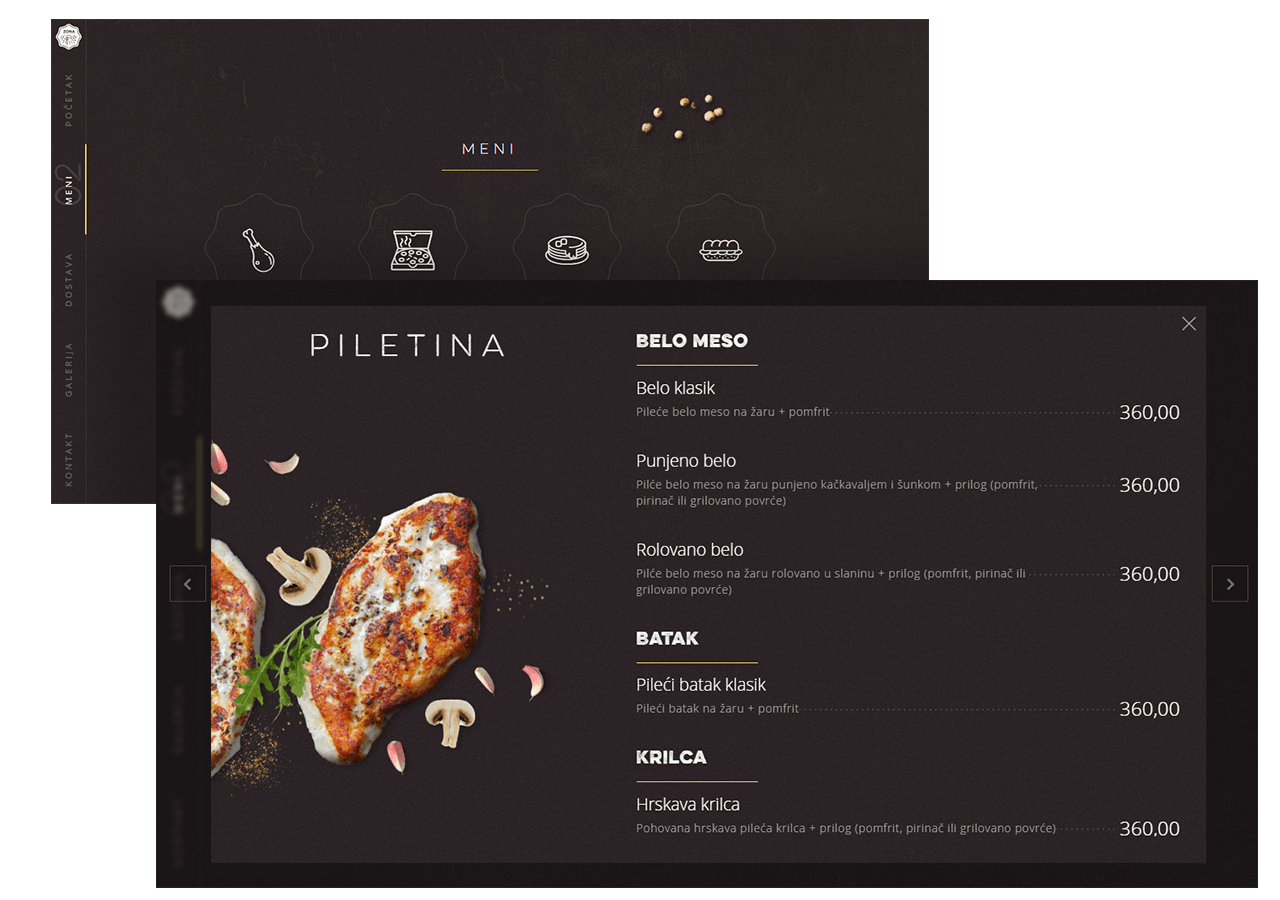 ZONA
POČETAK
02
MENI
DOSTAVA
GALERIJA
KONTAKT
MENI
PILETINA
BELO MESO
Belo klasik
Pileće belo meso na žaru + pomfrit 360,00
Punjeno belo
Pilće belo meso na žaru punjeno kačkavaljem i šunkom + prilog (pomfrit, 360,00
pirinač ili grilovano povrće)
Rolovano belo
Pilće belo meso na žaru rolovano u slaninu + prilog (pomfrit, pirinač ili 360,00
grilovano povrće)
BATAK
Pileći batak klasik
Pileći batak na žaru + pomfrit 360,00
KRILCA
Hrskava krilca
Pohovana hrskava pileća krilca + prilog (pomfrit, pirinač ili grilovano povrće) 360,00